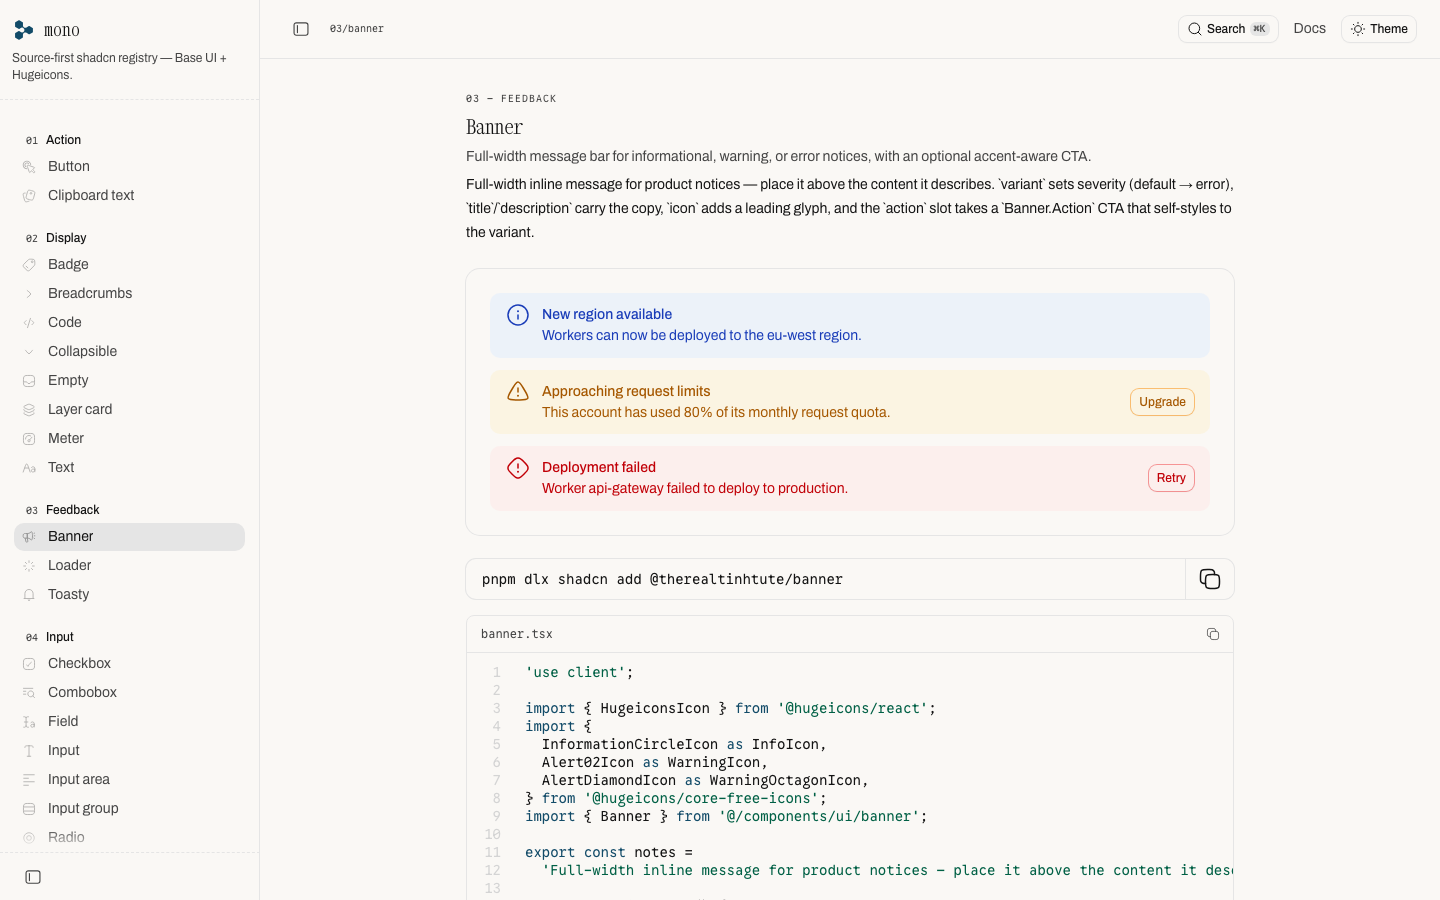 mono
Source-first shadcn registry — Base UI +
Hugeicons.
01 Action
Button
Clipboard text
02 Display
Badge
Breadcrumbs
Code
Collapsible
Empty
Layer card
Meter
Text
03 Feedback
Banner
Loader
Toasty
04 Input
Checkbox
Combobox
Field
Input
Input area
Input group
Radio
03/banner
Search ⌘K
Docs
Theme
03 — FEEDBACK
Banner
Full-width message bar for informational, warning, or error notices, with an optional accent-aware CTA.
Full-width inline message for product notices — place it above the content it describes. `variant` sets severity (default → error),
`title`/`description` carry the copy, `icon` adds a leading glyph, and the `action` slot takes a `Banner.Action` CTA that self-styles to
the variant.
New region available
Workers can now be deployed to the eu-west region.
Approaching request limits
This account has used 80% of its monthly request quota.
Upgrade
Deployment failed
Worker api-gateway failed to deploy to production.
Retry
pnpm dlx shadcn add @therealtinhtute/banner
banner.tsx
1 'use client';
2
3 import { HugeiconsIcon } from '@hugeicons/react';
4 import {
5 InformationCircleIcon as InfoIcon,
6 Alert02Icon as WarningIcon,
7 AlertDiamondIcon as WarningOctagonIcon,
8 } from '@hugeicons/core-free-icons';
9 import { Banner } from '@/components/ui/banner';
10
11 export const notes =
12 'Full-width inline message for product notices — place it above the content it desc
13